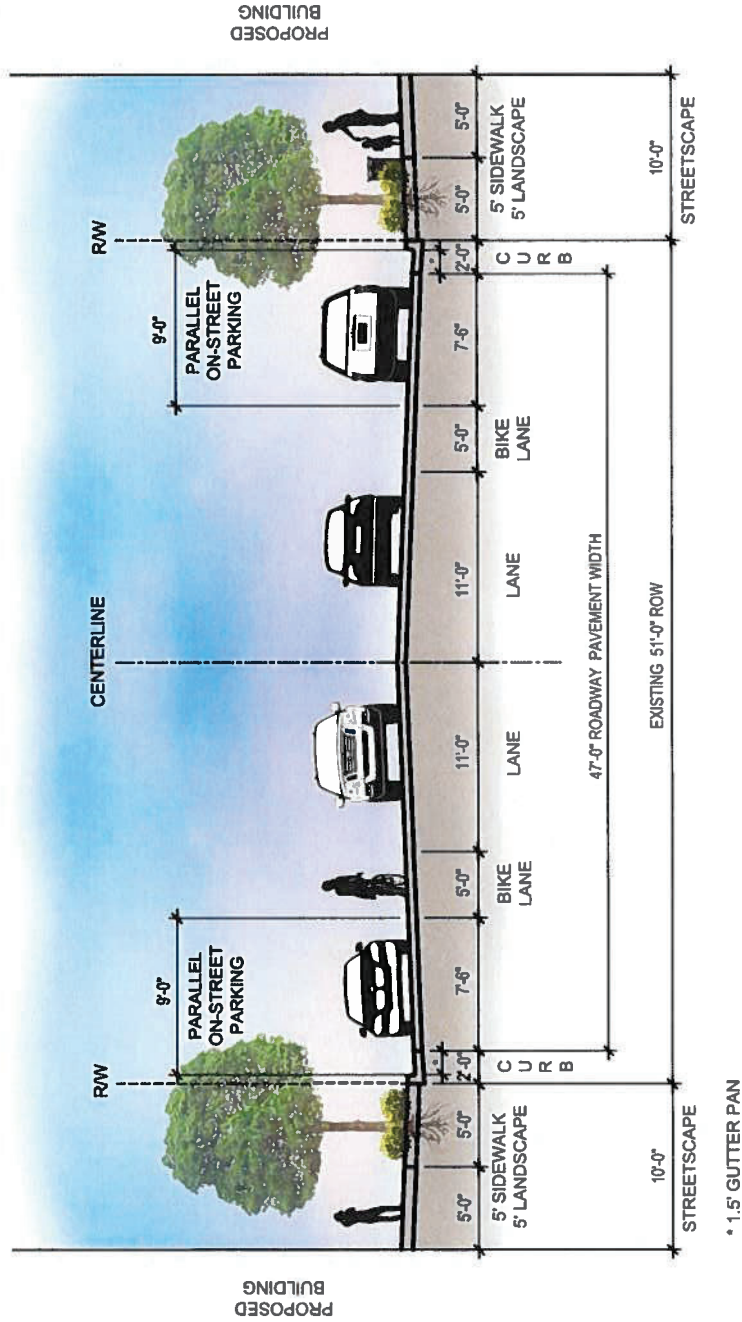 PROPOSED
BUILDING
PROPOSED
BUILDING
R/W
CENTERLINE
R/W
9'-0"
PARALLEL
ON-STREET
PARKING
9'-0"
PARALLEL
ON-STREET
PARKING
5'-0"
5'-0"
*
2'-0"
7'-6"
5'-0"
11'-0"
11'-0"
5'-0"
7'-6"
*
2'-0"
5'-0"
5'-0"
5' SIDEWALK
5' LANDSCAPE
C
U
R
B
BIKE
LANE
LANE
LANE
BIKE
LANE
C
U
R
B
5' SIDEWALK
5' LANDSCAPE
47'-0" ROADWAY PAVEMENT WIDTH
10'-0"
EXISTING 51'-0" ROW
10'-0"
STREETSCAPE
STREETSCAPE
* 1.5' GUTTER PAN